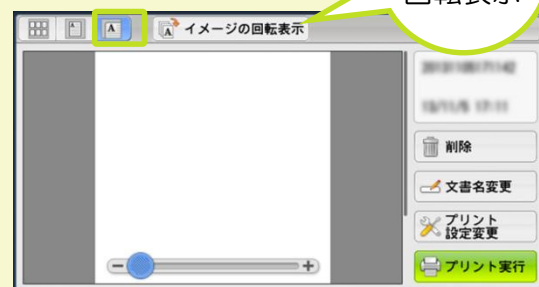 回転表示
A
A
A
イメージの回転表示
削除
文書名変更
プリント
設定変更
プリント実行